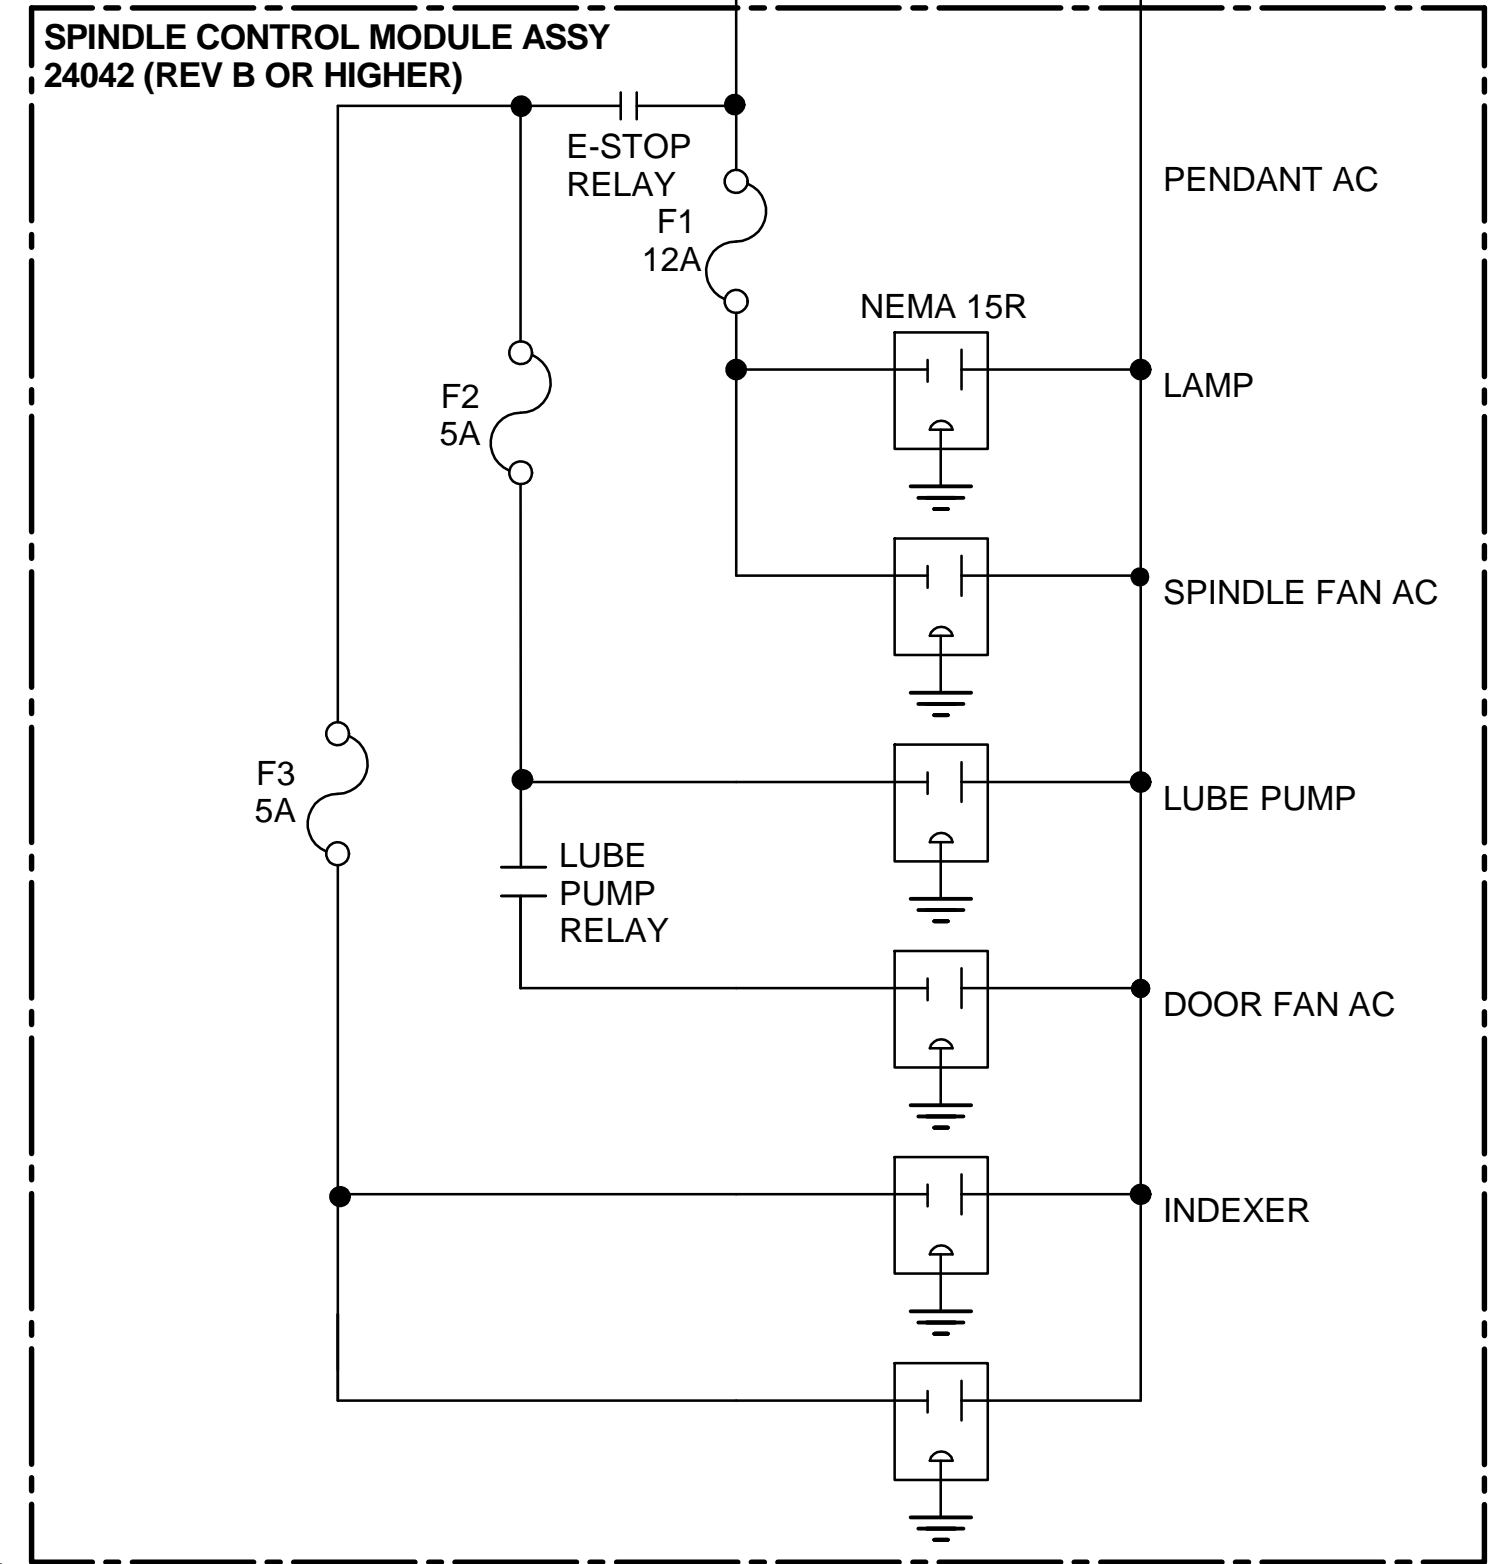 SPINDLE CONTROL MODULE ASSY
24042 (REV B OR HIGHER)
E-STOP
RELAY
F1
12A
PENDANT AC
NEMA 15R
LAMP
F2
5A
SPINDLE FAN AC
F3
5A
LUBE PUMP
LUBE
PUMP
RELAY
DOOR FAN AC
INDEXER